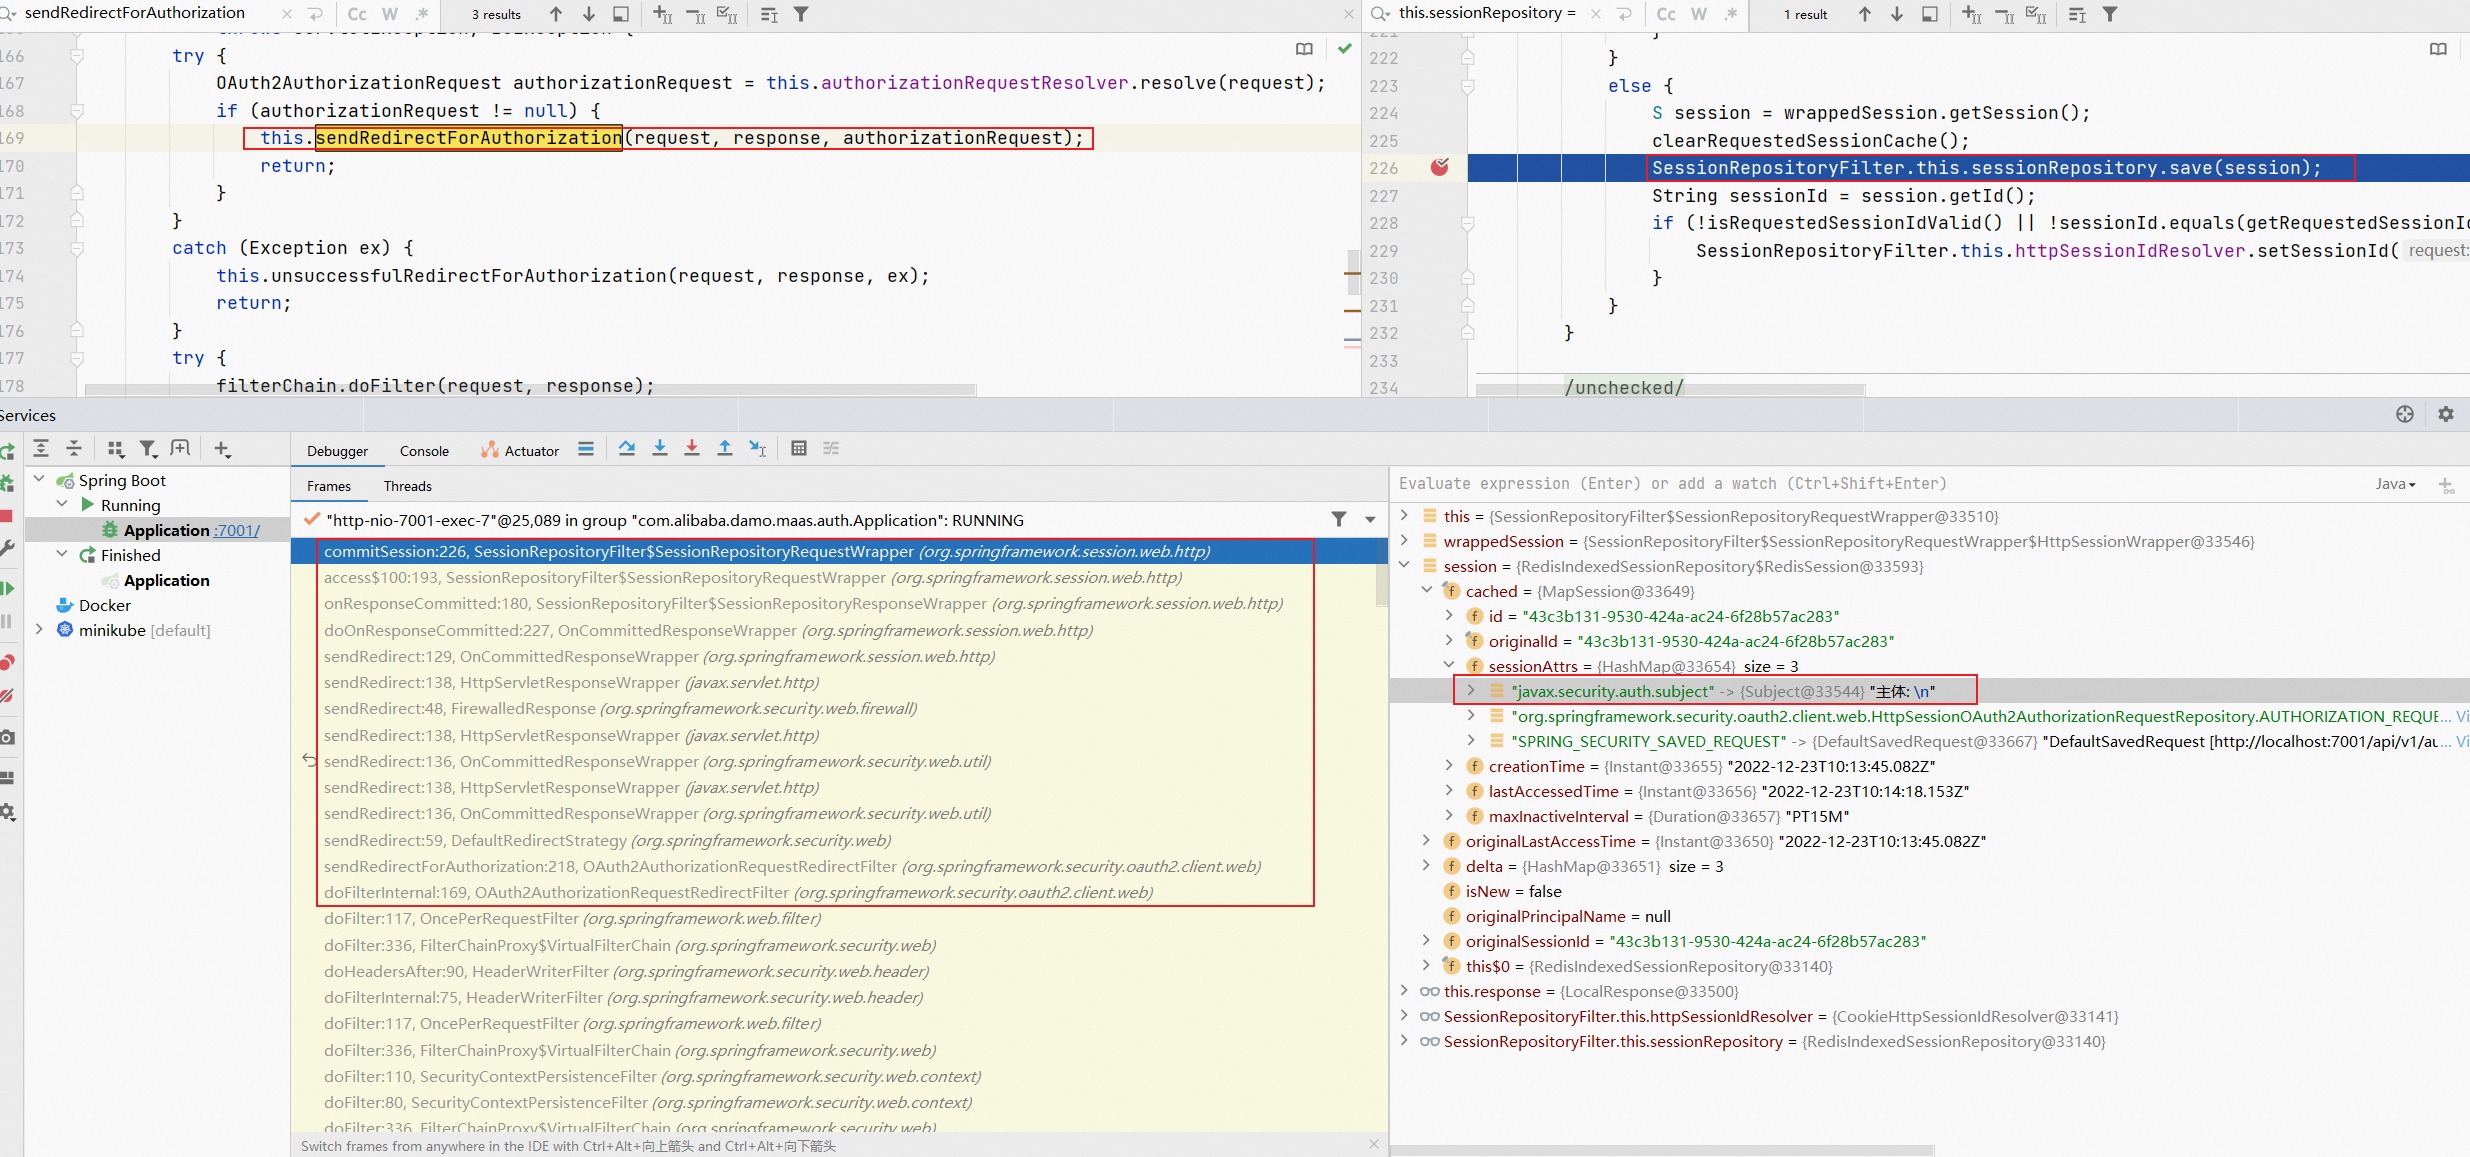 sendRedirectForAuthorization
Cc W .* 3 results
this.sessionRepository =
Cc W .* 1 result
166 try {
167 OAuth2AuthorizationRequest authorizationRequest = this.authorizationRequestResolver.resolve(request);
168 if (authorizationRequest != null) {
169 this.sendRedirectForAuthorization(request, response, authorizationRequest);
170 return;
171 }
172 }
173 catch (Exception ex) {
174 this.unsuccessfulRedirectForAuthorization(request, response, ex);
175 return;
176 }
177 try {
178 filterChain.doFilter(request, response);
221 }
222 }
223 else {
224 S session = wrappedSession.getSession();
225 clearRequestedSessionCache();
226 SessionRepositoryFilter.this.sessionRepository.save(session);
227 String sessionId = session.getId();
228 if (!isRequestedSessionIdValid() || !sessionId.equals(getRequestedSessionId
229 SessionRepositoryFilter.this.httpSessionIdResolver.setSessionId( request:
230 }
231 }
232 }
233
234 /unchecked/
Services
Debugger Console Actuator
Spring Boot
Running
Application :7001/
Finished
Application
Docker
minikube [default]
Frames Threads
"http-nio-7001-exec-7"@25,089 in group "com.alibaba.damo.maas.auth.Application": RUNNING
commitSession:226, SessionRepositoryFilter$SessionRepositoryRequestWrapper (org.springframework.session.web.http)
access$100:193, SessionRepositoryFilter$SessionRepositoryRequestWrapper (org.springframework.session.web.http)
onResponseCommitted:180, SessionRepositoryFilter$SessionRepositoryResponseWrapper (org.springframework.session.web.http)
doOnResponseCommitted:227, OnCommittedResponseWrapper (org.springframework.session.web.http)
sendRedirect:129, OnCommittedResponseWrapper (org.springframework.session.web.http)
sendRedirect:138, HttpServletResponseWrapper (javax.servlet.http)
sendRedirect:48, FirewalledResponse (org.springframework.security.web.firewall)
sendRedirect:138, HttpServletResponseWrapper (javax.servlet.http)
sendRedirect:136, OnCommittedResponseWrapper (org.springframework.security.web.util)
sendRedirect:138, HttpServletResponseWrapper (javax.servlet.http)
sendRedirect:136, OnCommittedResponseWrapper (org.springframework.security.web.util)
sendRedirect:59, DefaultRedirectStrategy (org.springframework.security.web)
sendRedirectForAuthorization:218, OAuth2AuthorizationRequestRedirectFilter (org.springframework.security.oauth2.client.web)
doFilterInternal:169, OAuth2AuthorizationRequestRedirectFilter (org.springframework.security.oauth2.client.web)
doFilter:117, OncePerRequestFilter (org.springframework.web.filter)
doFilter:336, FilterChainProxy$VirtualFilterChain (org.springframework.security.web)
doHeadersAfter:90, HeaderWriterFilter (org.springframework.security.web.header)
doFilterInternal:75, HeaderWriterFilter (org.springframework.security.web.header)
doFilter:117, OncePerRequestFilter (org.springframework.web.filter)
doFilter:336, FilterChainProxy$VirtualFilterChain (org.springframework.security.web)
doFilter:110, SecurityContextPersistenceFilter (org.springframework.security.web.context)
doFilter:80, SecurityContextPersistenceFilter (org.springframework.security.web.context)
doFilter:336, FilterChainProxy$VirtualFilterChain (org.springframework.security.web)
Switch frames from anywhere in the IDE with Ctrl+Alt+向上箭头 and Ctrl+Alt+向下箭头
Evaluate expression (Enter) or add a watch (Ctrl+Shift+Enter) Java
this = {SessionRepositoryFilter$SessionRepositoryRequestWrapper@33510}
wrappedSession = {SessionRepositoryFilter$SessionRepositoryRequestWrapper$HttpSessionWrapper@33546}
session = {RedisIndexedSessionRepository$RedisSession@33593}
cached = {MapSession@33649}
id = "43c3b131-9530-424a-ac24-6f28b57ac283"
originalId = "43c3b131-9530-424a-ac24-6f28b57ac283"
sessionAttrs = {HashMap@33654} size = 3
"javax.security.auth.subject" -> {Subject@33544} "主体: \n"
"org.springframework.security.oauth2.client.web.HttpSessionOAuth2AuthorizationRequestRepository.AUTHORIZATION_REQUE... Vi
"SPRING_SECURITY_SAVED_REQUEST" -> {DefaultSavedRequest@33667} "DefaultSavedRequest [http://localhost:7001/api/v1/au... Vi
creationTime = {Instant@33655} "2022-12-23T10:13:45.082Z"
lastAccessedTime = {Instant@33656} "2022-12-23T10:14:18.153Z"
maxInactiveInterval = {Duration@33657} "PT15M"
originalLastAccessTime = {Instant@33650} "2022-12-23T10:13:45.082Z"
delta = {HashMap@33651} size = 3
isNew = false
originalPrincipalName = null
originalSessionId = "43c3b131-9530-424a-ac24-6f28b57ac283"
this$0 = {RedisIndexedSessionRepository@33140}
this.response = {LocalResponse@33500}
SessionRepositoryFilter.this.httpSessionIdResolver = {CookieHttpSessionIdResolver@33141}
SessionRepositoryFilter.this.sessionRepository = {RedisIndexedSessionRepository@33140}